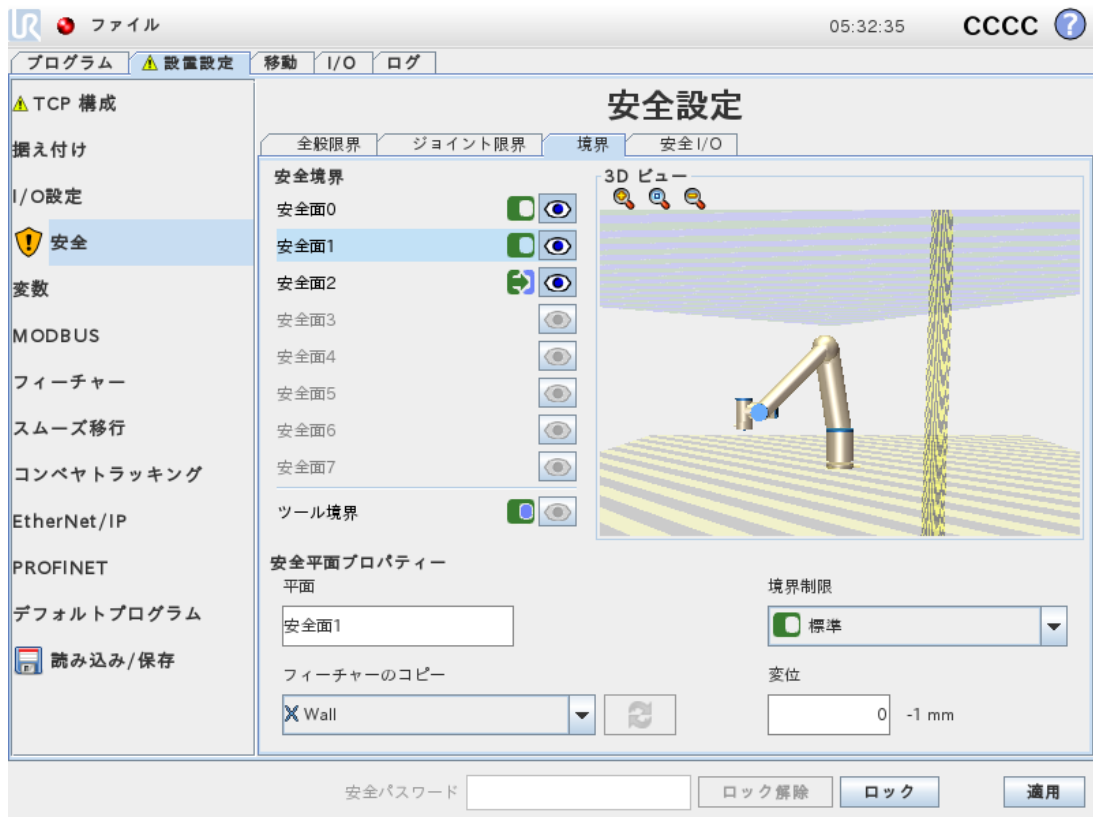 UR ファイル 05:32:35 CCCC ?
プログラム 設置設定 移動 I/O ログ
TCP 構成
据え付け
I/O設定
安全
変数
MODBUS
フィーチャー
スムーズ移行
コンベヤトラッキング
EtherNet/IP
PROFINET
デフォルトプログラム
読み込み/保存
安全設定
全般限界 ジョイント限界 境界 安全I/O
安全境界
安全面0
安全面1
安全面2
安全面3
安全面4
安全面5
安全面6
安全面7
ツール境界
3D ビュー
安全平面プロパティー
平面
安全面1
境界制限
標準
フィーチャーのコピー
Wall
変位
0 -1 mm
安全パスワード ロック解除 ロック 適用